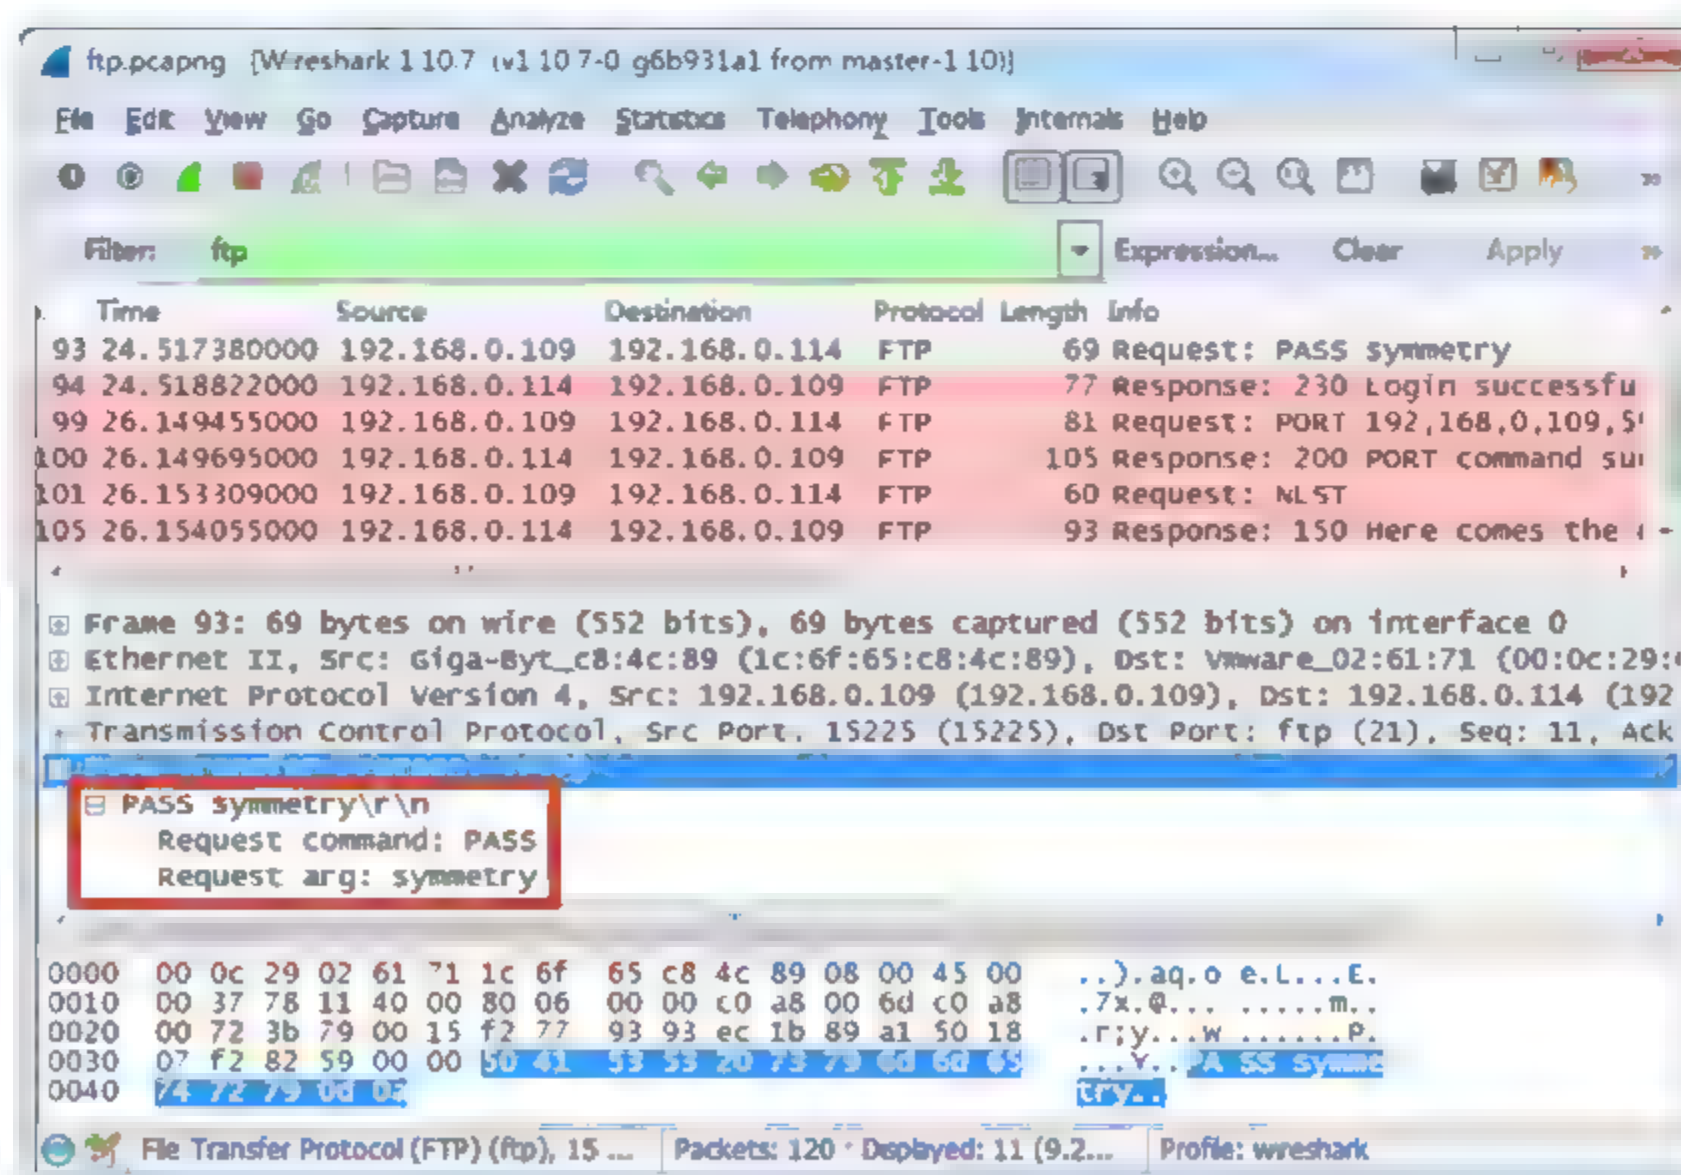 ftp.pcapng [Wireshark 1.10.7 (v1.10.7-0-g6b931a1 from master-1.10)]
File Edit View Go Capture Analyze Statistics Telephony Tools Internals Help
Filter: ftp Expression... Clear Apply
Time Source Destination Protocol Length Info
93 24.517380000 192.168.0.109 192.168.0.114 FTP 69 Request: PASS symmetry
94 24.518822000 192.168.0.114 192.168.0.109 FTP 77 Response: 230 Login successfu
99 26.149455000 192.168.0.109 192.168.0.114 FTP 81 Request: PORT 192,168,0,109,5
100 26.149695000 192.168.0.114 192.168.0.109 FTP 105 Response: 200 PORT command su
101 26.153309000 192.168.0.109 192.168.0.114 FTP 60 Request: NLST
105 26.154055000 192.168.0.114 192.168.0.109 FTP 93 Response: 150 Here comes the
Frame 93: 69 bytes on wire (552 bits), 69 bytes captured (552 bits) on interface 0
Ethernet II, Src: Giga-Byt_c8:4c:89 (1c:6f:65:c8:4c:89), Dst: Vmware_02:61:71 (00:0c:29:
Internet Protocol Version 4, Src: 192.168.0.109 (192.168.0.109), Dst: 192.168.0.114 (192
Transmission Control Protocol, Src Port: 15225 (15225), Dst Port: ftp (21), Seq: 11, Ack
PASS symmetry\r\n
Request command: PASS
Request arg: symmetry
0000 00 0c 29 02 61 71 1c 6f 65 c8 4c 89 08 00 45 00 ..).aq.o e.L...E.
0010 00 37 78 11 40 00 80 06 00 00 c0 a8 00 6d c0 a8 .7x.@... .....m..
0020 00 72 3b 79 00 15 f2 77 93 93 ec 1b 89 a1 50 18 .r;y...w ......P.
0030 07 f2 82 59 00 00 50 41 53 53 20 73 79 6d 6d 65 ...Y..PA SS symme
0040 74 72 79 0d 0a try..
File Transfer Protocol (FTP) (ftp), 15 ... Packets: 120 · Displayed: 11 (9.2... Profile: wireshark